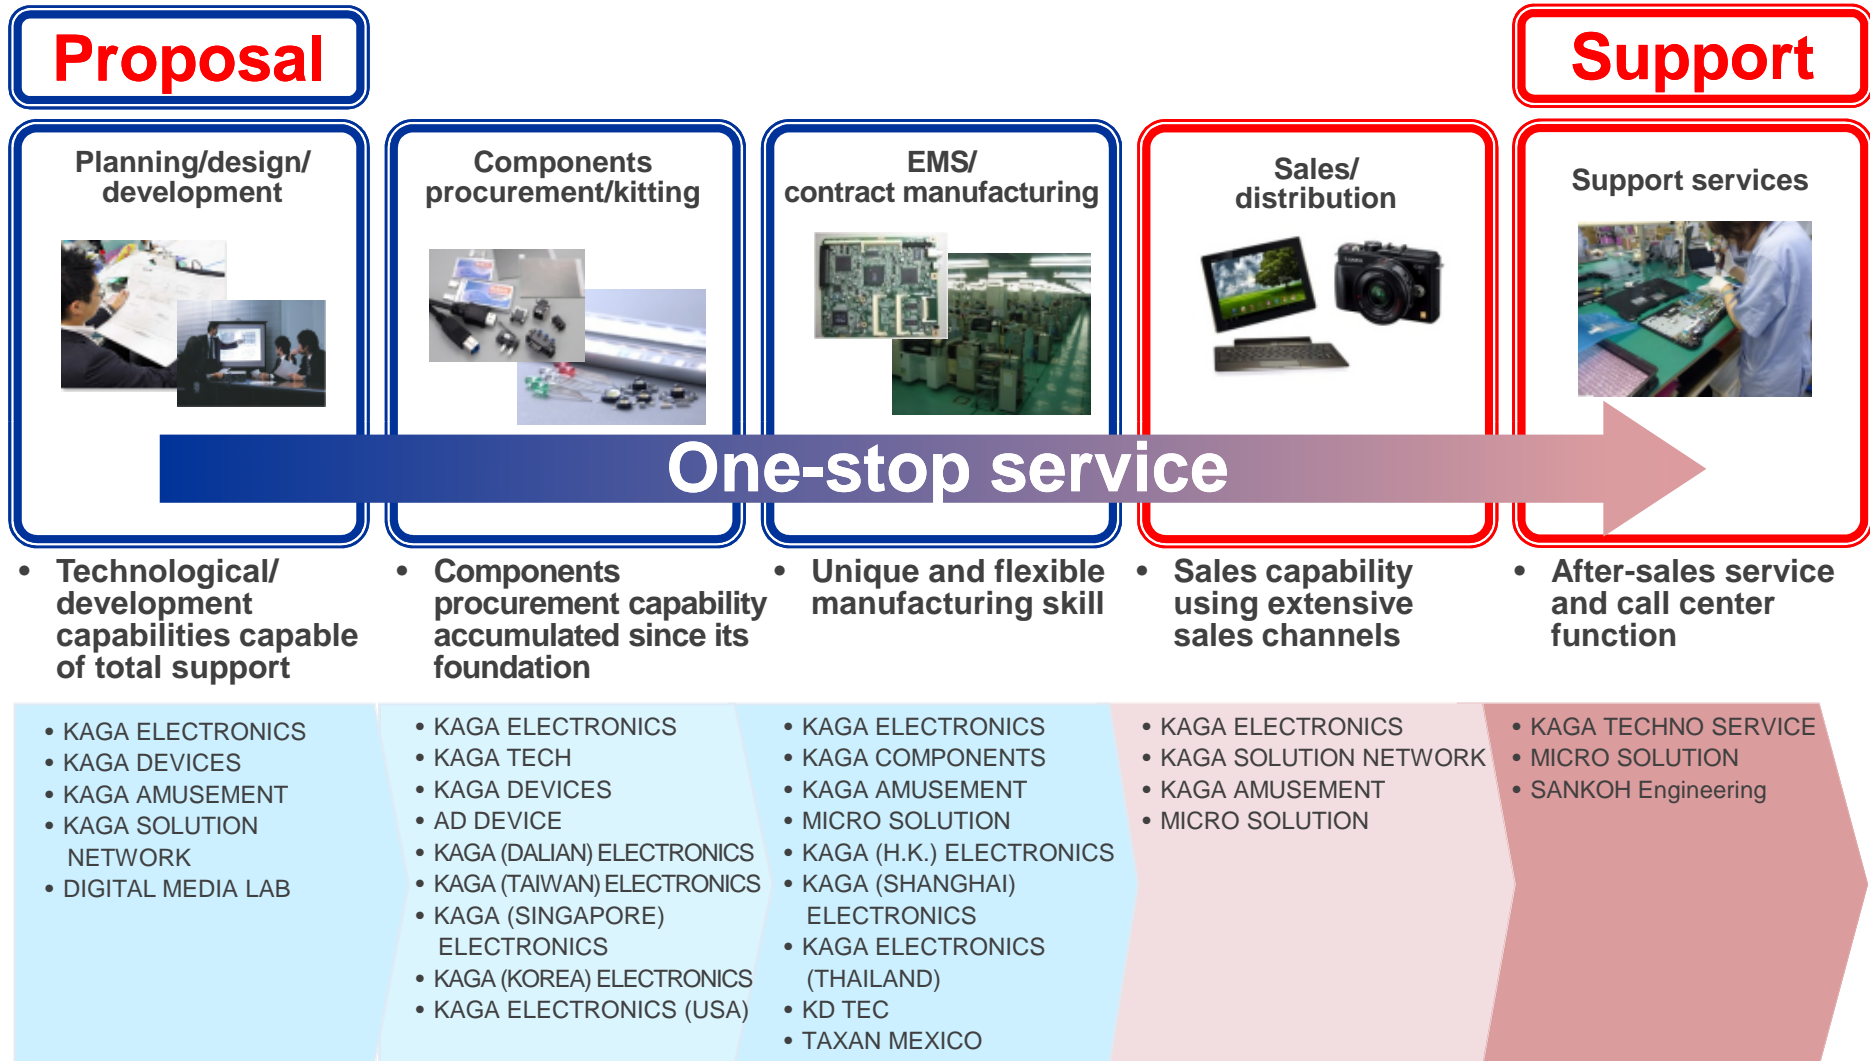 Proposal
Support
Planning/design/
development
Components
procurement/kitting
EMS/
contract manufacturing
Sales/
distribution
Support services
One-stop service
• Technological/
development
capabilities capable
of total support
• Components
procurement capability
accumulated since its
foundation
• Unique and flexible
manufacturing skill
• Sales capability
using extensive
sales channels
• After-sales service
and call center
function
• KAGA ELECTRONICS
• KAGA DEVICES
• KAGA AMUSEMENT
• KAGA SOLUTION
NETWORK
• DIGITAL MEDIA LAB
• KAGA ELECTRONICS
• KAGA TECH
• KAGA DEVICES
• AD DEVICE
• KAGA (DALIAN) ELECTRONICS
• KAGA (TAIWAN) ELECTRONICS
• KAGA (SINGAPORE)
ELECTRONICS
• KAGA (KOREA) ELECTRONICS
• KAGA ELECTRONICS (USA)
• KAGA ELECTRONICS
• KAGA COMPONENTS
• KAGA AMUSEMENT
• MICRO SOLUTION
• KAGA (H.K.) ELECTRONICS
• KAGA (SHANGHAI)
ELECTRONICS
• KAGA ELECTRONICS
(THAILAND)
• KD TEC
• TAXAN MEXICO
• KAGA ELECTRONICS
• KAGA SOLUTION NETWORK
• KAGA AMUSEMENT
• MICRO SOLUTION
• KAGA TECHNO SERVICE
• MICRO SOLUTION
• SANKOH Engineering